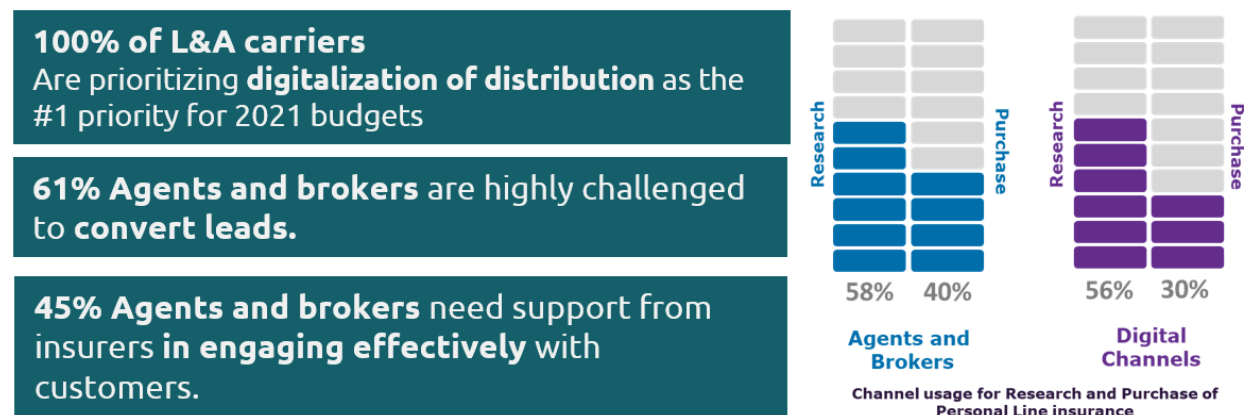 100% of L&A carriers
Are prioritizing digitalization of distribution as the
#1 priority for 2021 budgets
61% Agents and brokers are highly challenged
to convert leads.
45% Agents and brokers need support from
insurers in engaging effectively with
customers.
Research
Purchase
58% 40%
Agents and
Brokers
Research
Purchase
56% 30%
Digital
Channels
Channel usage for Research and Purchase of
Personal Line insurance